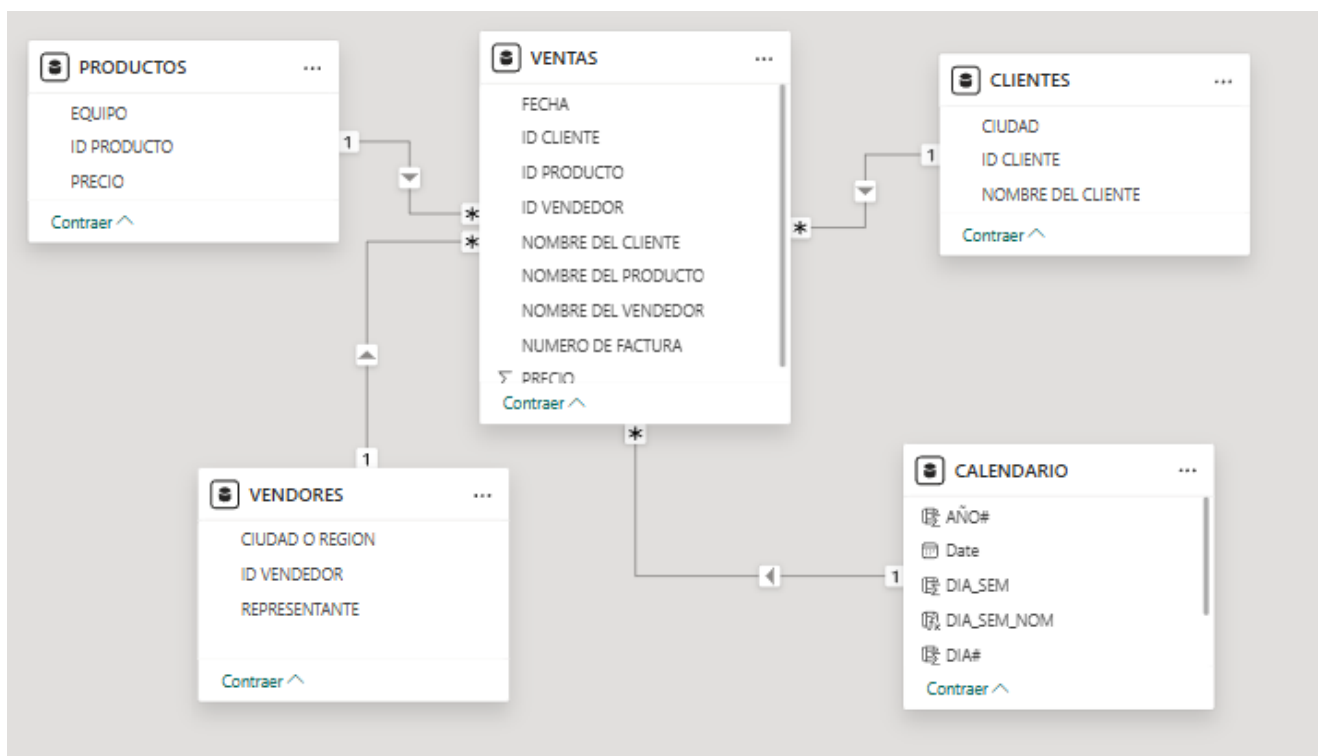 PRODUCTOS ...
EQUIPO
ID PRODUCTO
PRECIO
Contraer
1
*
VENTAS ...
FECHA
ID CLIENTE
ID PRODUCTO
ID VENDEDOR
NOMBRE DEL CLIENTE
NOMBRE DEL PRODUCTO
NOMBRE DEL VENDEDOR
NUMERO DE FACTURA
Σ PRECIO
Contraer
*
*
*
CLIENTES ...
CIUDAD
ID CLIENTE
NOMBRE DEL CLIENTE
Contraer
1
1
VENDORES ...
CIUDAD O REGION
ID VENDEDOR
REPRESENTANTE
Contraer
CALENDARIO ...
AÑO#
Date
DIA_SEM
DIA_SEM_NOM
DIA#
Contraer
1